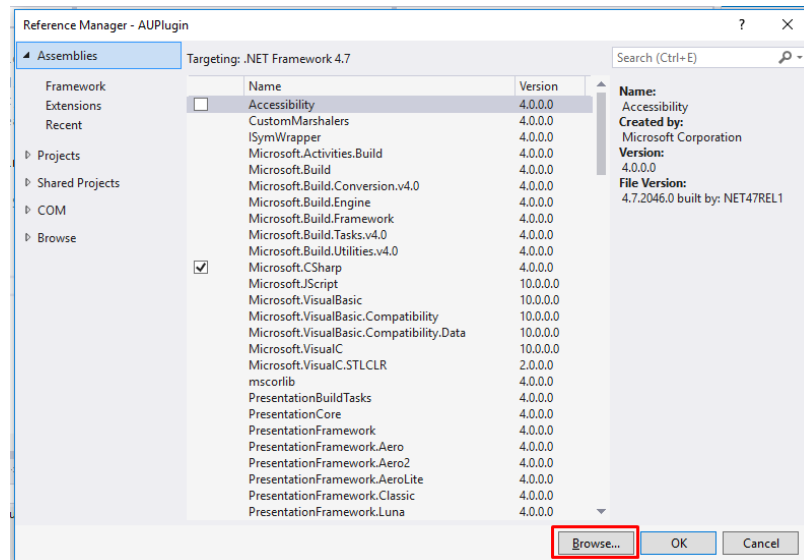 Reference Manager - AUPlugin
Assemblies
Framework
Extensions
Recent
Projects
Shared Projects
COM
Browse
Targeting: .NET Framework 4.7
Search (Ctrl+E)
Name Version
Accessibility 4.0.0.0
CustomMarshalers 4.0.0.0
ISymWrapper 4.0.0.0
Microsoft.Activities.Build 4.0.0.0
Microsoft.Build 4.0.0.0
Microsoft.Build.Conversion.v4.0 4.0.0.0
Microsoft.Build.Engine 4.0.0.0
Microsoft.Build.Framework 4.0.0.0
Microsoft.Build.Tasks.v4.0 4.0.0.0
Microsoft.Build.Utilities.v4.0 4.0.0.0
Microsoft.CSharp 4.0.0.0
Microsoft.JScript 10.0.0.0
Microsoft.VisualBasic 10.0.0.0
Microsoft.VisualBasic.Compatibility 10.0.0.0
Microsoft.VisualBasic.Compatibility.Data 10.0.0.0
Microsoft.VisualC 10.0.0.0
Microsoft.VisualC.STLCLR 2.0.0.0
mscorlib 4.0.0.0
PresentationBuildTasks 4.0.0.0
PresentationCore 4.0.0.0
PresentationFramework 4.0.0.0
PresentationFramework.Aero 4.0.0.0
PresentationFramework.Aero2 4.0.0.0
PresentationFramework.AeroLite 4.0.0.0
PresentationFramework.Classic 4.0.0.0
PresentationFramework.Luna 4.0.0.0
Name:
Accessibility
Created by:
Microsoft Corporation
Version:
4.0.0.0
File Version:
4.7.2046.0 built by: NET47REL1
Browse... OK Cancel